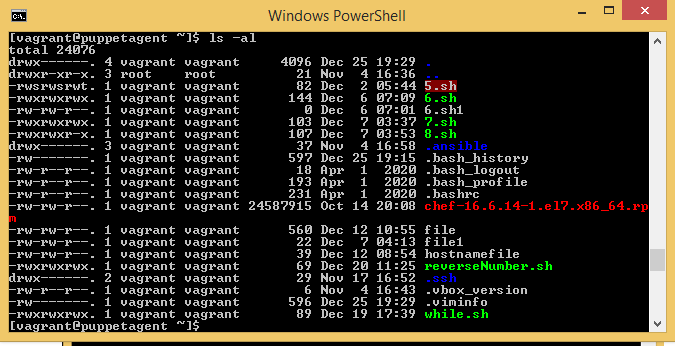 Windows PowerShell
[vagrant@puppetagent ~]$ ls -al
total 24076
drwx------. 4 vagrant vagrant 4096 Dec 25 19:29 .
drwxr-xr-x. 3 root root 21 Nov 4 16:36 ..
-rwsrwsrwt. 1 vagrant vagrant 82 Dec 2 05:44 5.sh
-rwxrwxrwx. 1 vagrant vagrant 144 Dec 6 07:09 6.sh
-rw-rw-r--. 1 vagrant vagrant 0 Dec 6 07:01 6.sh1
-rwxrwxrwx. 1 vagrant vagrant 103 Dec 7 03:37 7.sh
-rwxrwxr-x. 1 vagrant vagrant 107 Dec 7 03:53 8.sh
drwx------. 3 vagrant vagrant 37 Nov 4 16:58 .ansible
-rw-------. 1 vagrant vagrant 597 Dec 25 19:15 .bash_history
-rw-r--r--. 1 vagrant vagrant 18 Apr 1 2020 .bash_logout
-rw-r--r--. 1 vagrant vagrant 193 Apr 1 2020 .bash_profile
-rw-r--r--. 1 vagrant vagrant 231 Apr 1 2020 .bashrc
-rw-rw-r--. 1 vagrant vagrant 24587915 Oct 14 20:08 chef-16.6.14-1.el7.x86_64.rp
m
-rw-rw-r--. 1 vagrant vagrant 560 Dec 12 10:55 file
-rw-rw-r--. 1 vagrant vagrant 22 Dec 7 04:13 file1
-rw-rw-r--. 1 vagrant vagrant 39 Dec 12 08:54 hostnamefile
-rwxrwxrwx. 1 vagrant vagrant 69 Dec 20 11:25 reverseNumber.sh
drwx------. 2 vagrant vagrant 29 Nov 17 16:52 .ssh
-rw-r--r--. 1 vagrant vagrant 6 Nov 4 16:43 .vbox_version
-rw-------. 1 vagrant vagrant 596 Dec 25 19:29 .viminfo
-rwxrwxrwx. 1 vagrant vagrant 89 Dec 19 17:39 while.sh
[vagrant@puppetagent ~]$